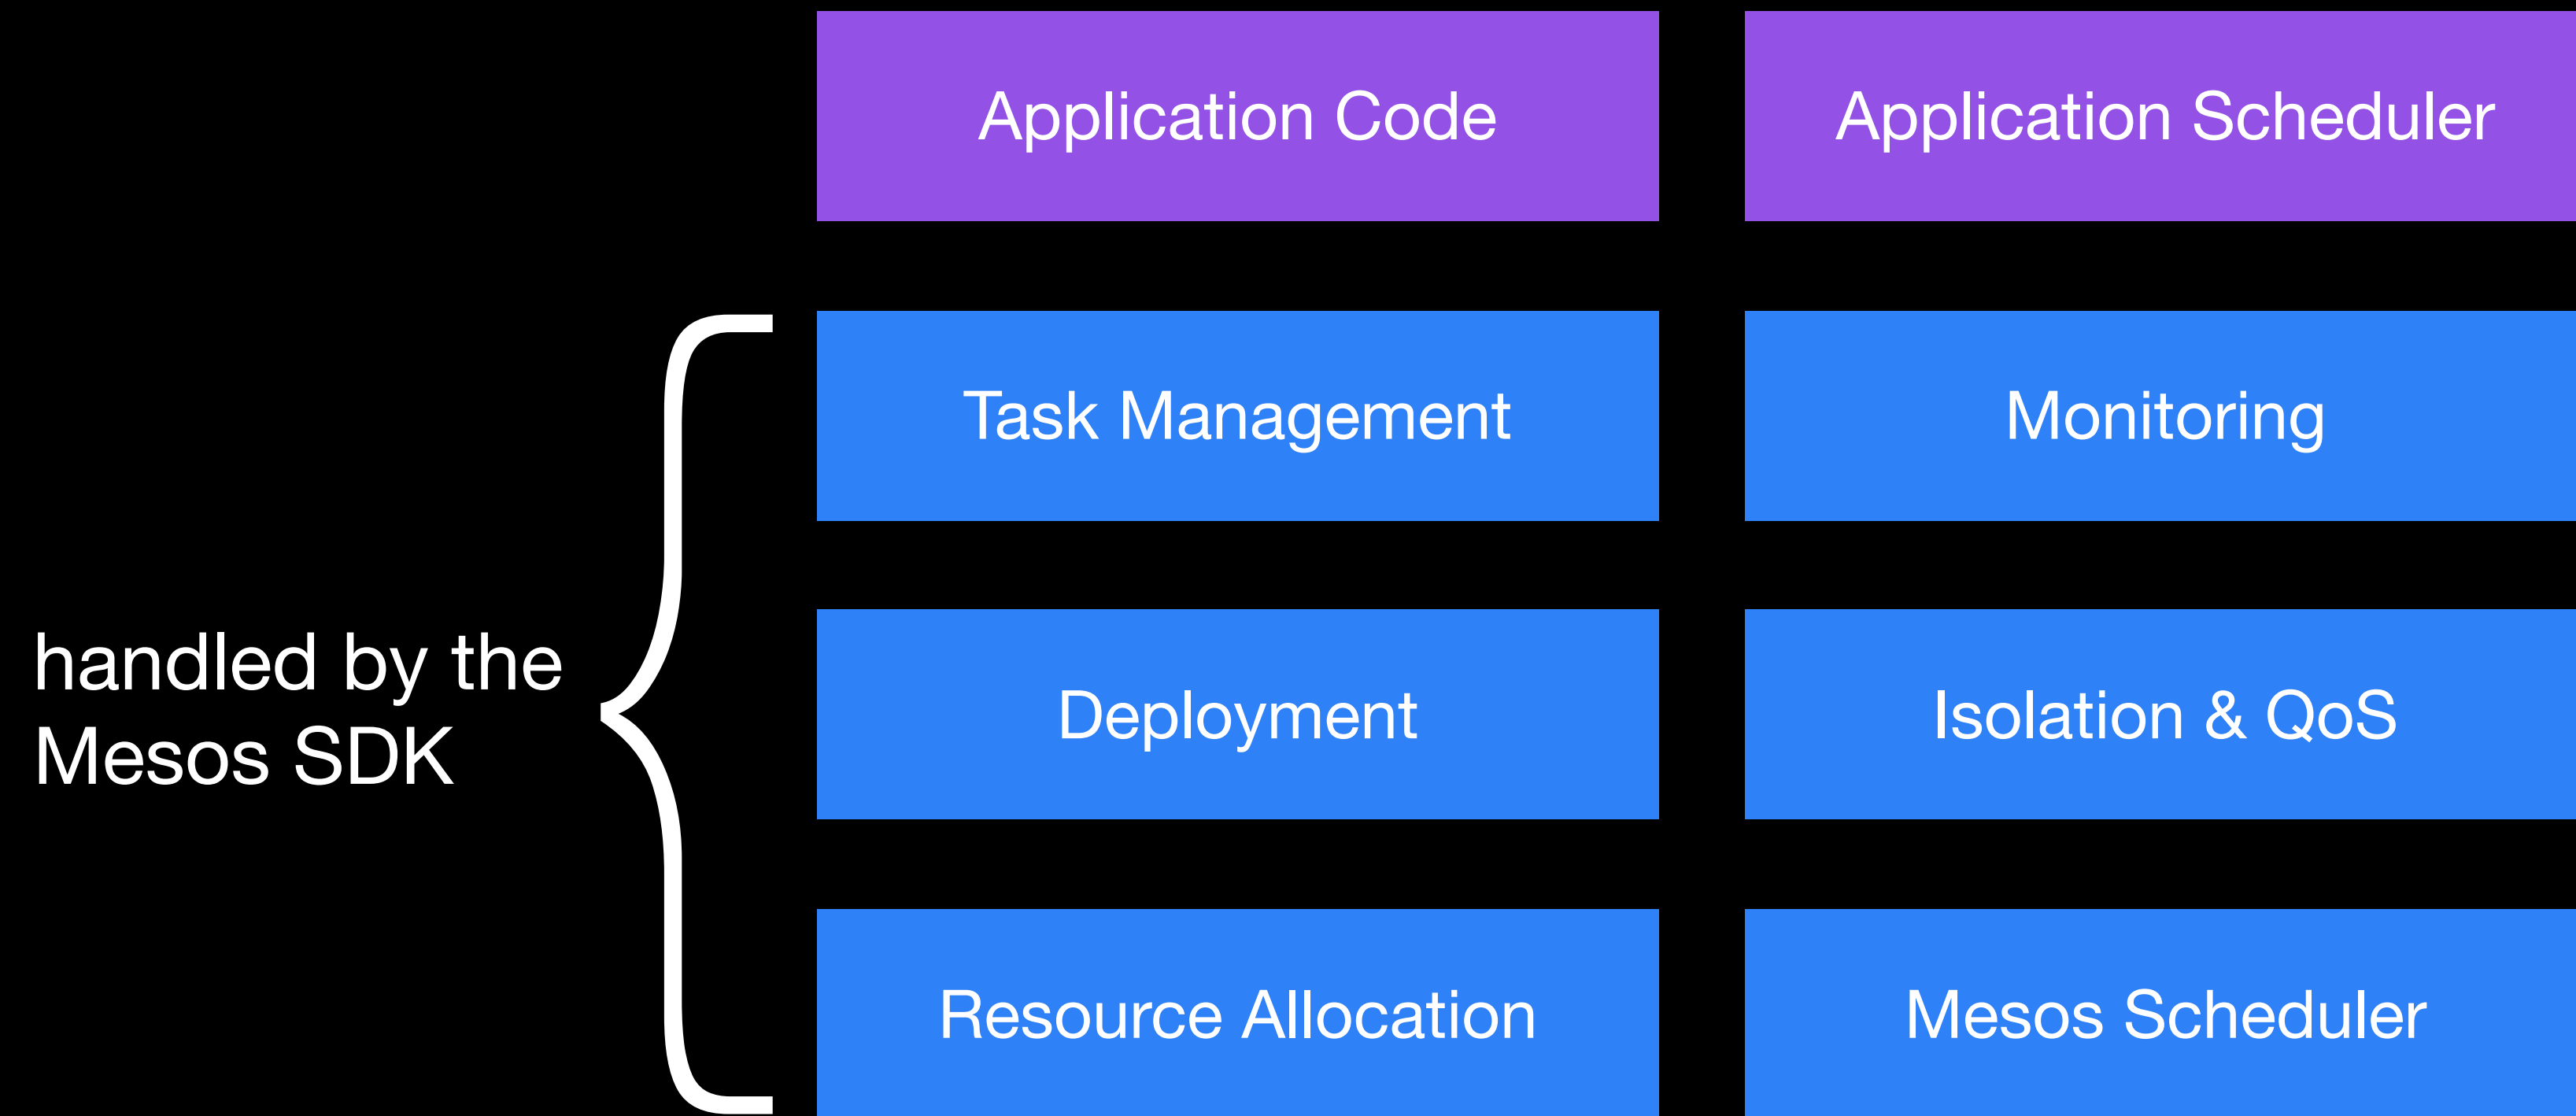 Application Code
Application Scheduler
Task Management
Monitoring
handled by the
Mesos SDK
Deployment
Isolation & QoS
Resource Allocation
Mesos Scheduler